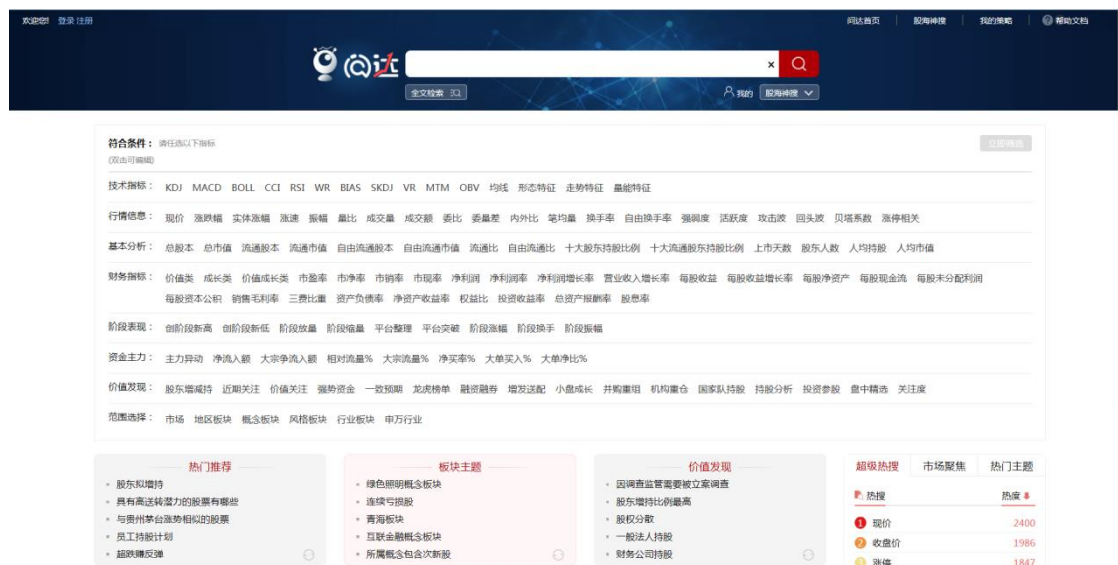 欢迎您! 登录 注册
问达首页 股海神搜 我的策略 帮助文档
问达
×
全文检索
我的 股海神搜
符合条件： 请任选以下指标
立即筛选
(双击可编辑)
技术指标： KDJ MACD BOLL CCI RSI WR BIAS SKDJ VR MTM OBV 均线 形态特征 走势特征 量能特征
行情信息： 现价 涨跌幅 实体涨幅 涨速 振幅 量比 成交量 成交额 委比 委量差 内外比 笔均量 换手率 自由换手率 强弱度 活跃度 攻击波 回头波 贝塔系数 涨停相关
基本分析： 总股本 总市值 流通股本 流通市值 自由流通股本 自由流通市值 流通比 自由流通比 十大股东持股比例 十大流通股东持股比例 上市天数 股东人数 人均持股 人均市值
财务指标： 价值类 成长类 价值成长类 市盈率 市净率 市销率 市现率 净利润 净利润率 净利润增长率 营业收入增长率 每股收益 每股收益增长率 每股净资产 每股现金流 每股未分配利润
每股资本公积 销售毛利率 三费比重 资产负债率 净资产收益率 权益比 投资收益率 总资产报酬率 股息率
阶段表现： 创阶段新高 创阶段新低 阶段放量 阶段缩量 平台整理 平台突破 阶段涨幅 阶段换手 阶段振幅
资金主力： 主力异动 净流入额 大宗争流入额 相对流量% 大宗流量% 净买率% 大单买入% 大单净比%
价值发现： 股东增减持 近期关注 价值关注 强势资金 一致预期 龙虎榜单 融资融券 增发送配 小盘成长 并购重组 机构重仓 国家队持股 持股分析 投资参股 盘中精选 关注度
范围选择： 市场 地区板块 概念板块 风格板块 行业板块 申万行业
热门推荐
股东拟增持
具有高送转潜力的股票有哪些
与贵州茅台涨势相似的股票
员工持股计划
超跌赚反弹
板块主题
绿色照明概念板块
连续亏损股
青海板块
互联金融概念板块
所属概念包含次新股
价值发现
因调查监管需要被立案调查
股东增持比例最高
股权分散
一般法人持股
财务公司持股
超级热搜 市场聚焦 热门主题
热搜 热度
1 现价 2400
2 收盘价 1986
3 涨停 1847